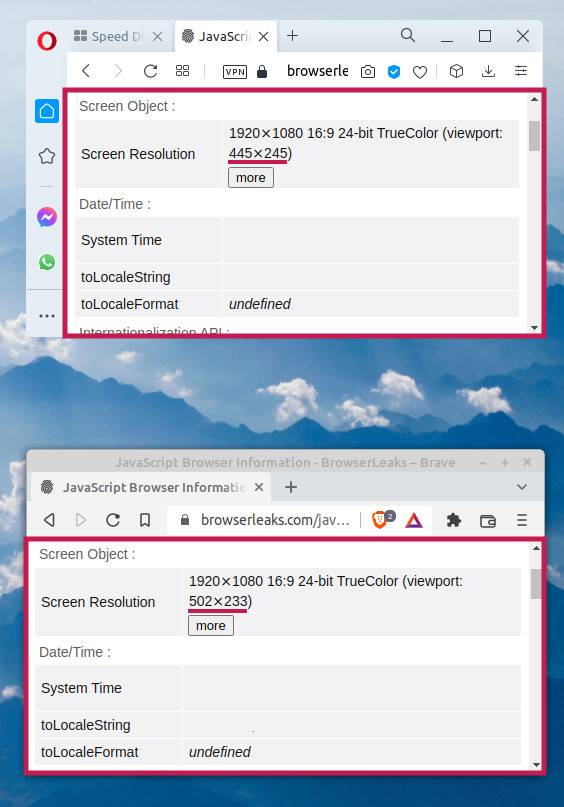 Speed Di
JavaScri
VPN
browserle
Screen Object :
Screen Resolution
1920×1080 16:9 24-bit TrueColor (viewport:
445×245)
more
Date/Time :
System Time
toLocaleString
toLocaleFormat
undefined
Internationalization API :
JavaScript Browser Information - BrowserLeaks – Brave
JavaScript Browser Informatio
browserleaks.com/jav…
2
Screen Object :
Screen Resolution
1920×1080 16:9 24-bit TrueColor (viewport:
502×233)
more
Date/Time :
System Time
toLocaleString
toLocaleFormat
undefined